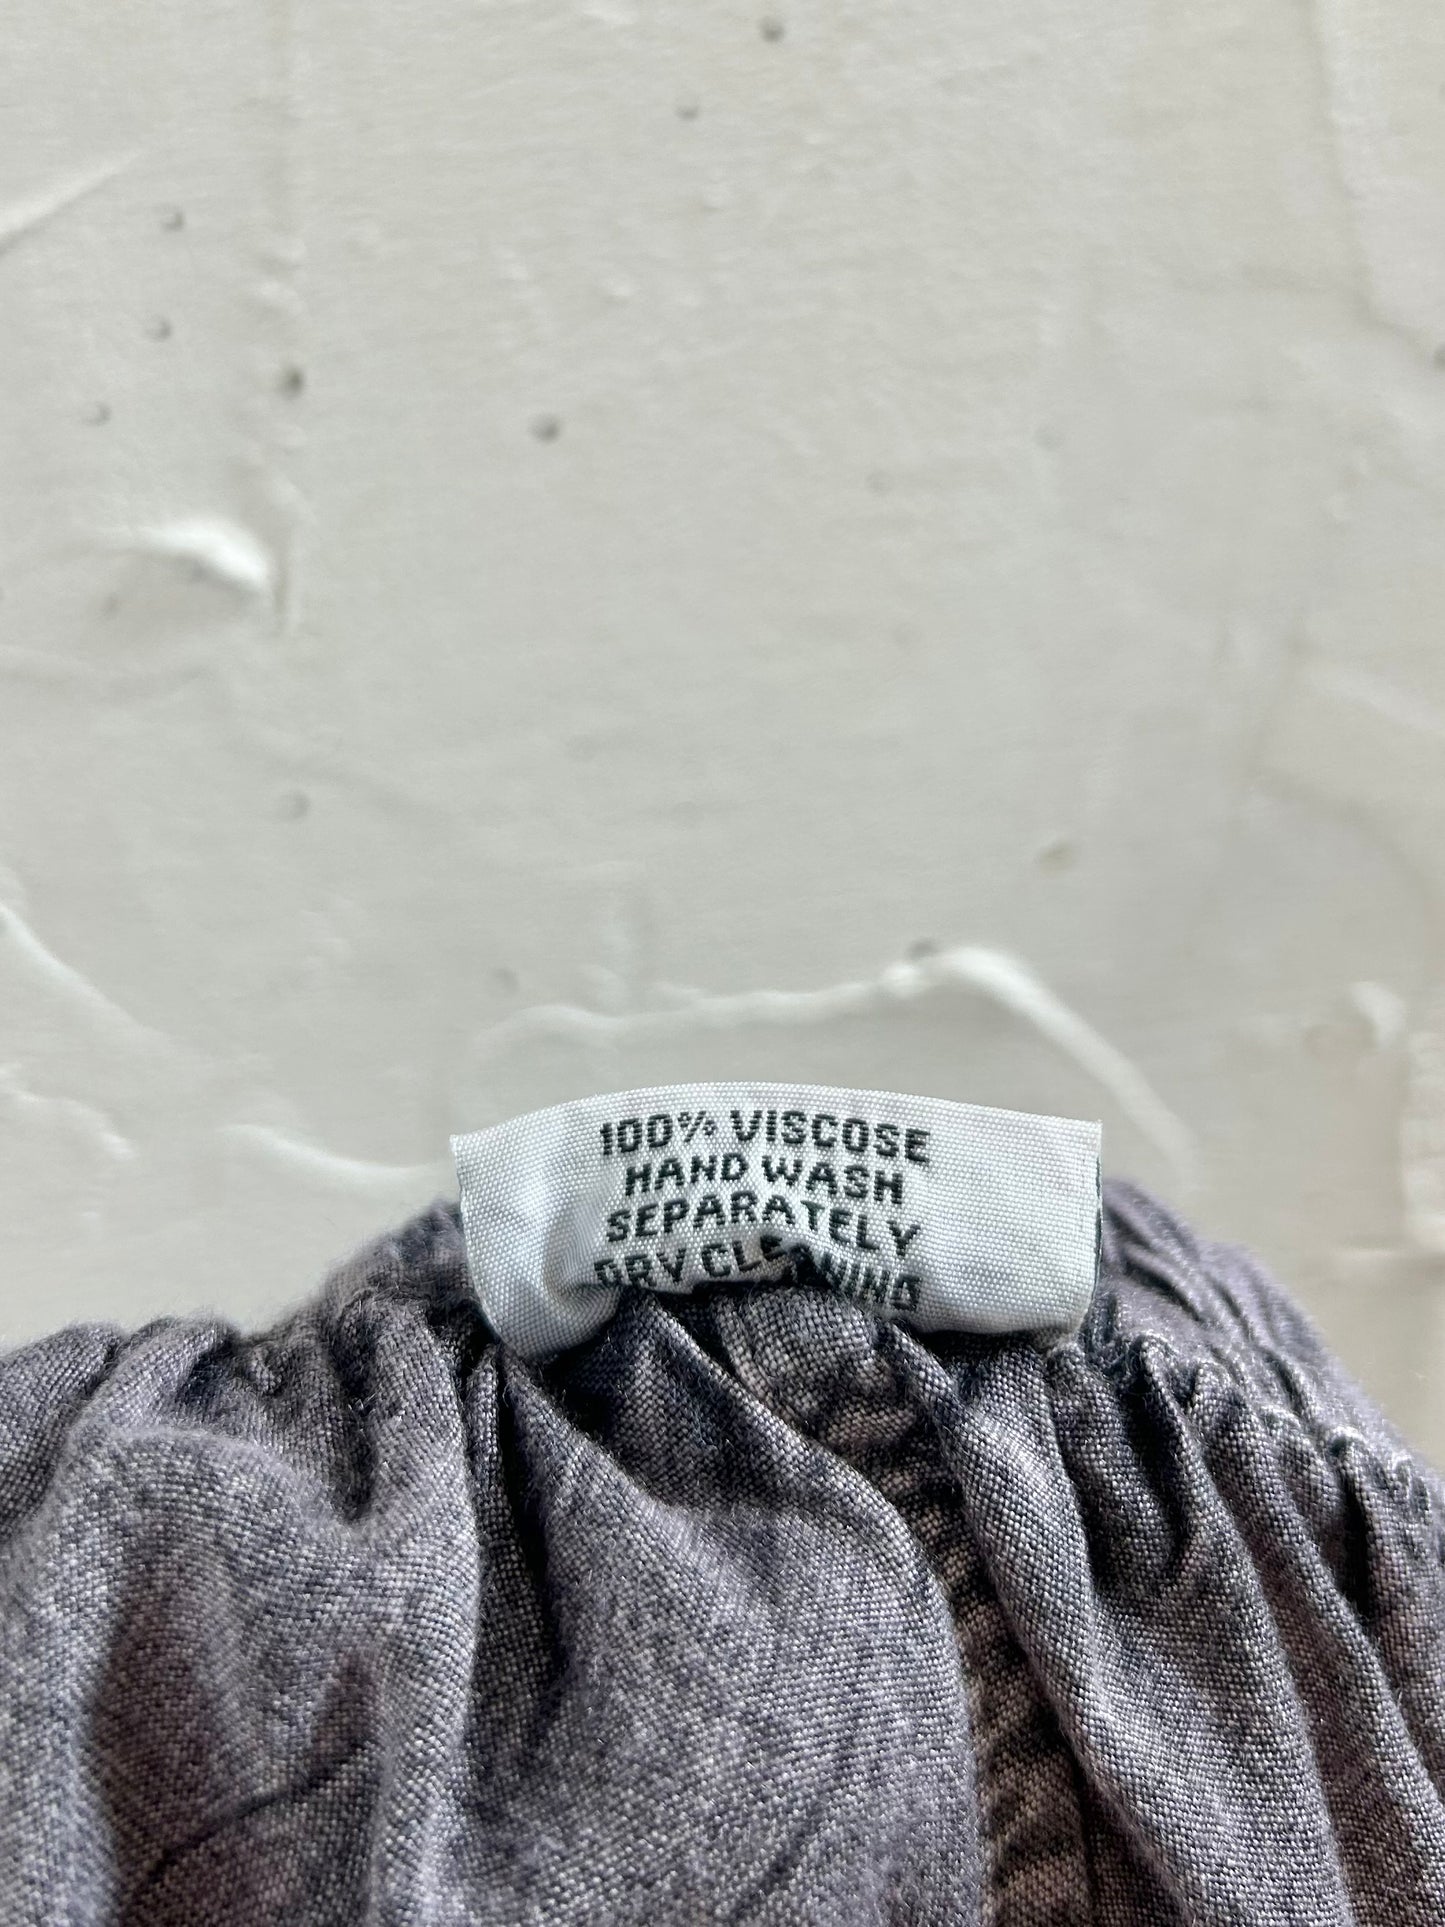 100% VISCOSE
HAND WASH
SEPARATELY
DRY CLEANING